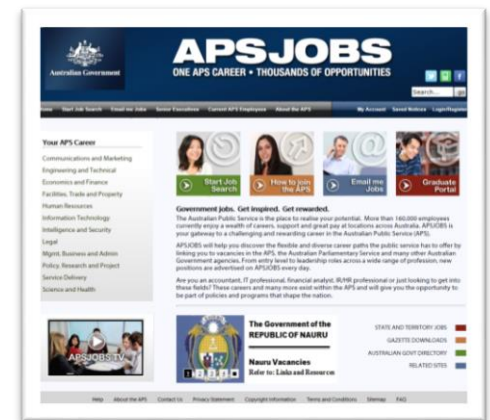 Australian Government
APSJOBS
ONE APS CAREER • THOUSANDS OF OPPORTUNITIES
Search... go
Home Start Job Search Email me Jobs Senior Executives Current APS Employees About the APS My Account Saved Notices Login/Register
Your APS Career
Communications and Marketing
Engineering and Technical
Economics and Finance
Facilities, Trade and Property
Human Resources
Information Technology
Intelligence and Security
Legal
Mgmt, Business and Admin
Policy, Research and Project
Service Delivery
Science and Health
Start Job
Search
How to join
the APS
Email me
Jobs
Graduate
Portal
Government jobs. Get inspired. Get rewarded.
The Australian Public Service is the place to realise your potential. More than 160,000 employees
currently enjoy a wealth of careers, support and great pay at locations across Australia. APSJOBS is
your gateway to a challenging and rewarding career in the Australian Public Service (APS).
APSJOBS will help you discover the flexible and diverse career paths the public service has to offer by
linking you to vacancies in the APS, the Australian Parliamentary Service and many other Australian
Government agencies. From entry level to leadership roles across a wide range of profession, new
positions are advertised on APSJOBS every day.
Are you an accountant, IT professional, financial analyst, IR/HR professional or just looking to get into
these fields? These careers and many more exist within the APS and will give you the opportunity to
be part of policies and programs that shape the nation.
APSJOBS TV
1 2 3 4
The Government of the
REPUBLIC OF NAURU
Nauru Vacancies
Refer to: Links and Resources
STATE AND TERRITORY JOBS
GAZETTE DOWNLOADS
AUSTRALIAN GOVT DIRECTORY
RELATED SITES
Help About the APS Contact Us Privacy Statement Copyright Information Terms and Conditions Sitemap FAQ